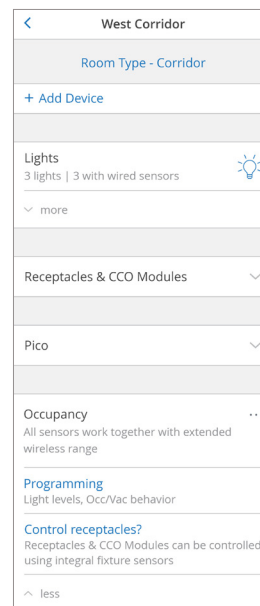 West Corridor
Room Type - Corridor
+ Add Device
Lights
3 lights | 3 with wired sensors
more
Receptacles & CCO Modules
Pico
Occupancy
All sensors work together with extended
wireless range
Programming
Light levels, Occ/Vac behavior
Control receptacles?
Receptacles & CCO Modules can be controlled
using integral fixture sensors
less